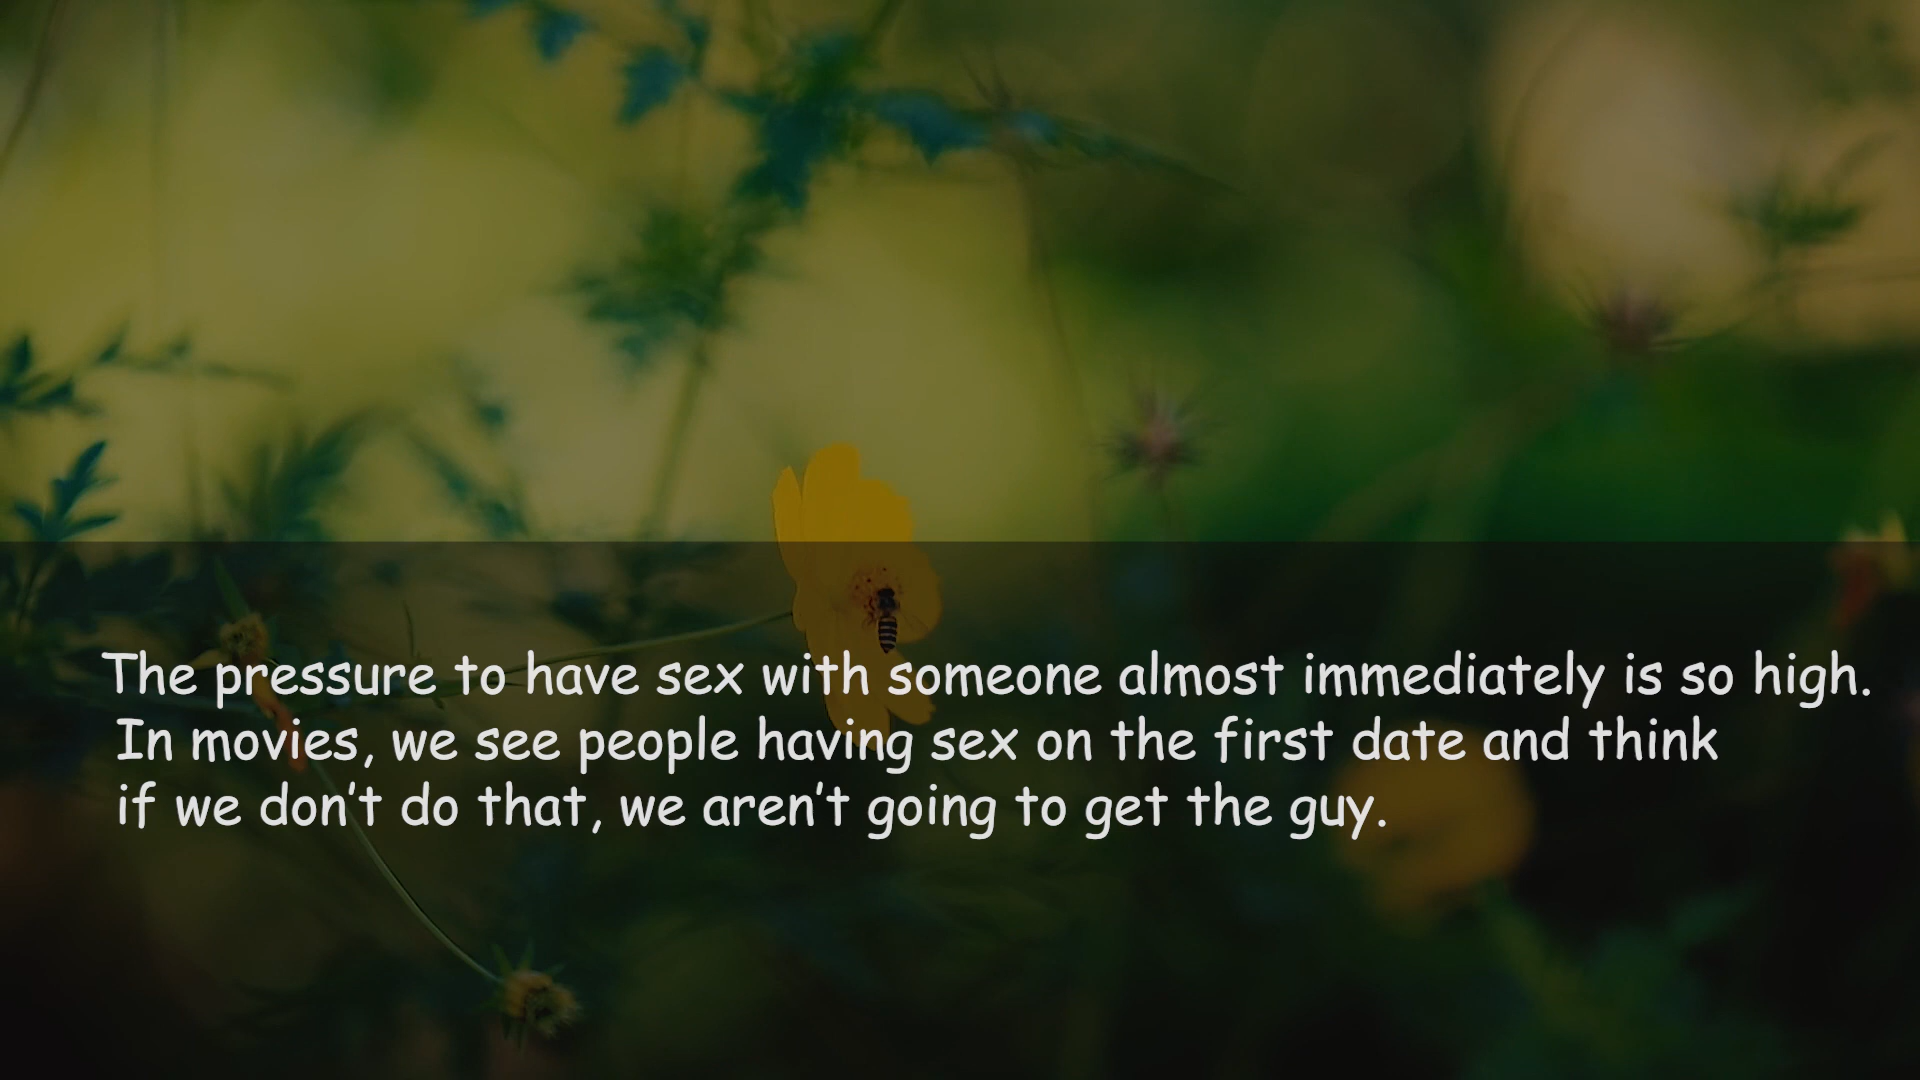 The pressure to have sex with someone almost immediately is so high.
In movies, we see people having sex on the first date and think
if we don’t do that, we aren’t going to get the guy.